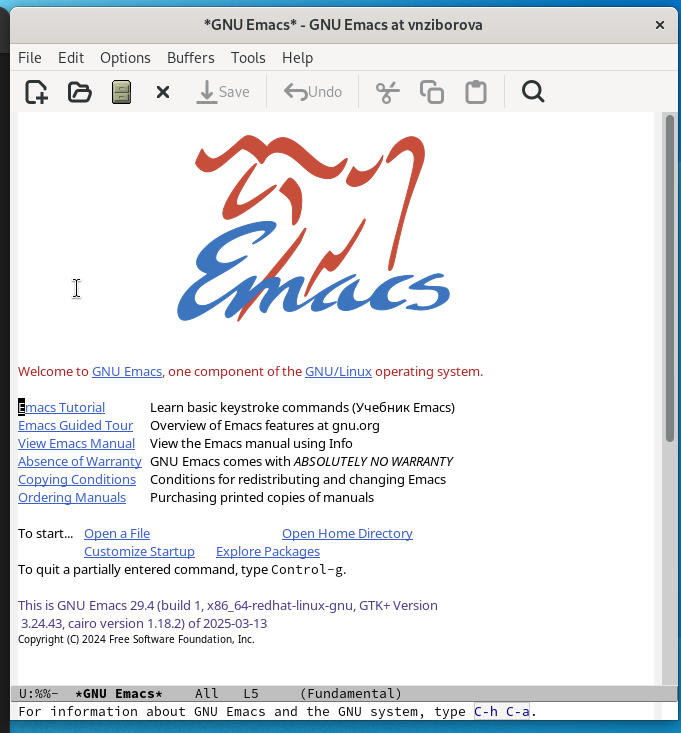 *GNU Emacs* - GNU Emacs at vnziborova
File Edit Options Buffers Tools Help
Save Undo
Emacs
Welcome to GNU Emacs, one component of the GNU/Linux operating system.
Emacs Tutorial Learn basic keystroke commands (Учебник Emacs)
Emacs Guided Tour Overview of Emacs features at gnu.org
View Emacs Manual View the Emacs manual using Info
Absence of Warranty GNU Emacs comes with ABSOLUTELY NO WARRANTY
Copying Conditions Conditions for redistributing and changing Emacs
Ordering Manuals Purchasing printed copies of manuals
To start... Open a File Open Home Directory
Customize Startup Explore Packages
To quit a partially entered command, type Control-g.
This is GNU Emacs 29.4 (build 1, x86_64-redhat-linux-gnu, GTK+ Version
3.24.43, cairo version 1.18.2) of 2025-03-13
Copyright (C) 2024 Free Software Foundation, Inc.
U:%%- *GNU Emacs* All L5 (Fundamental)
For information about GNU Emacs and the GNU system, type C-h C-a.